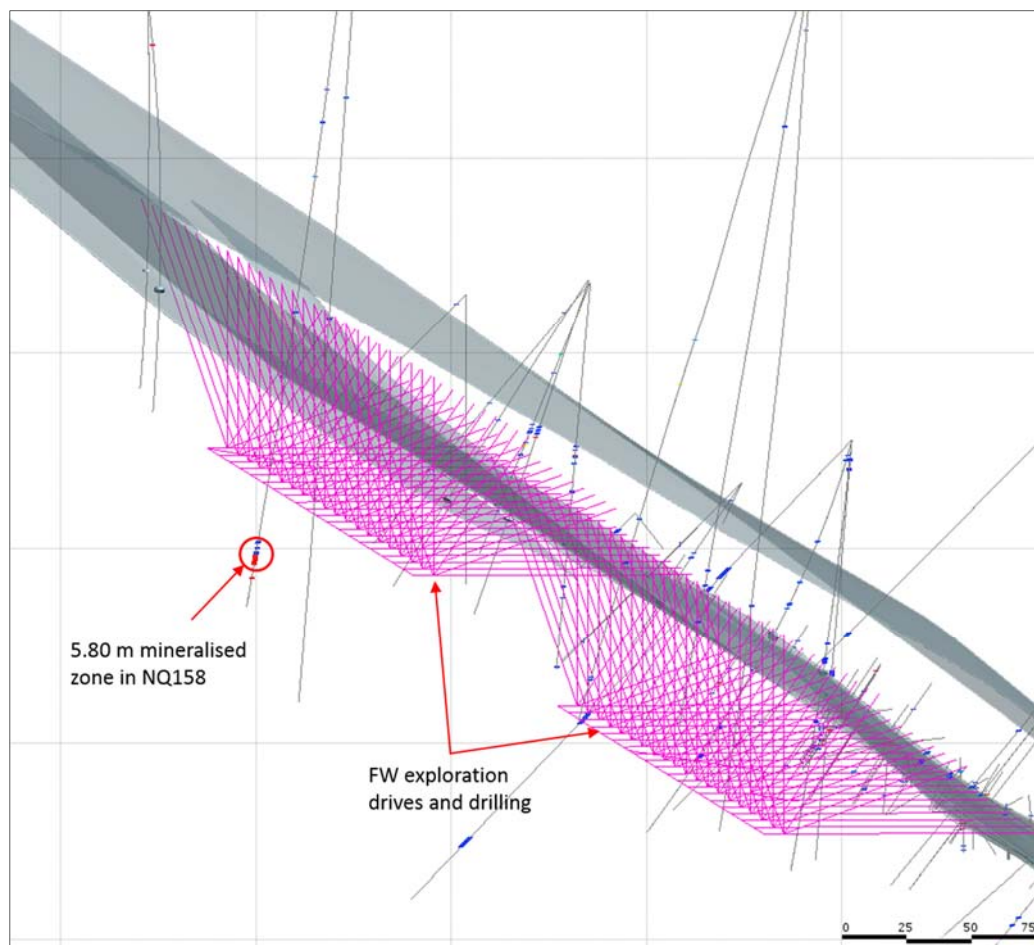 5.80 m mineralised
zone in NQ158
FW exploration
drives and drilling
0 25 50 75